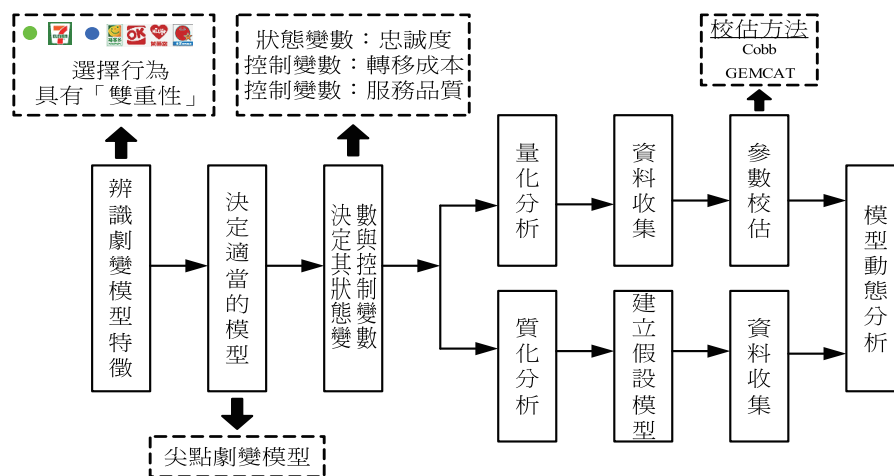 7
ELEVEN
OK
選擇行為
具有「雙重性」
狀態變數：忠誠度
控制變數：轉移成本
控制變數：服務品質
校估方法
Cobb
GEMCAT
辨識劇變模型特徵
決定適當的模型
決定其狀態變
數與控制變數
量化分析
資料收集
參數校估
質化分析
建立假設模型
資料收集
模型動態分析
尖點劇變模型